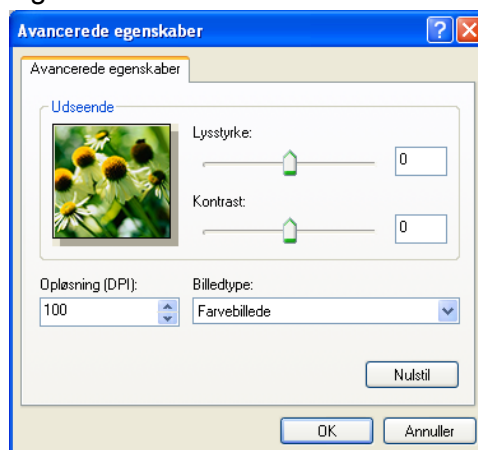 Avancerede egenskaber
Avancerede egenskaber
Udseende
Lysstyrke:
0
Kontrast:
0
Opløsning (DPI): Billedtype:
100 Farvebillede
Nulstil
OK Annuller